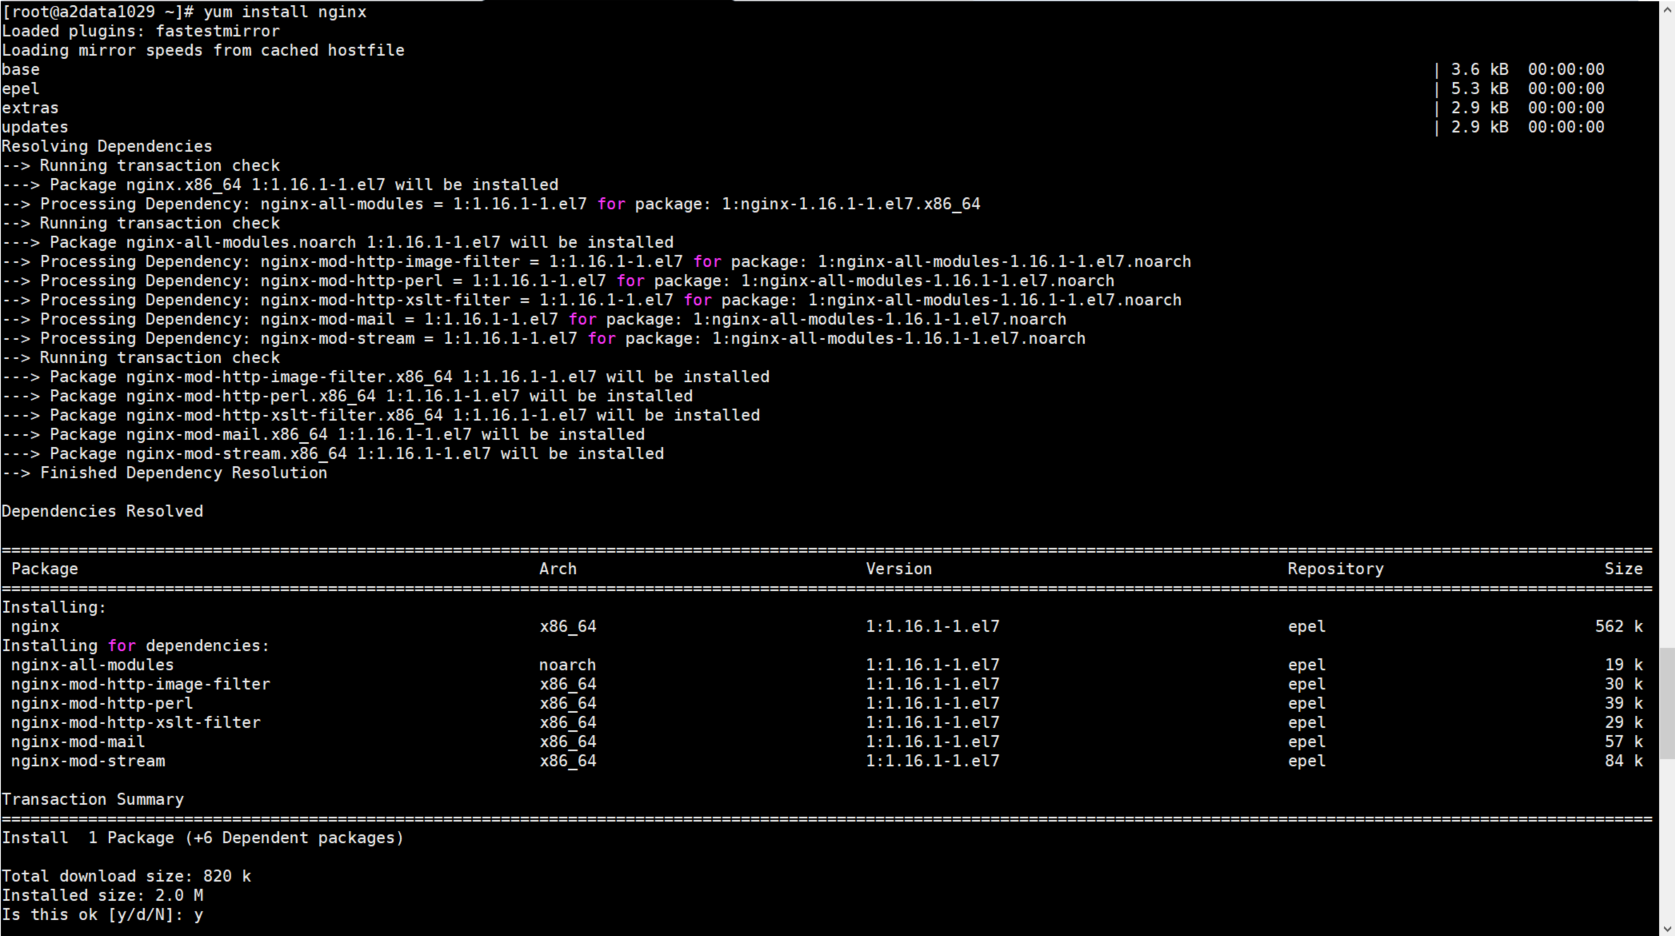 [root@a2data1029 ~]# yum install nginx
Loaded plugins: fastestmirror
Loading mirror speeds from cached hostfile
base | 3.6 kB 00:00:00
epel | 5.3 kB 00:00:00
extras | 2.9 kB 00:00:00
updates | 2.9 kB 00:00:00
Resolving Dependencies
--> Running transaction check
---> Package nginx.x86_64 1:1.16.1-1.el7 will be installed
--> Processing Dependency: nginx-all-modules = 1:1.16.1-1.el7 for package: 1:nginx-1.16.1-1.el7.x86_64
--> Running transaction check
---> Package nginx-all-modules.noarch 1:1.16.1-1.el7 will be installed
--> Processing Dependency: nginx-mod-http-image-filter = 1:1.16.1-1.el7 for package: 1:nginx-all-modules-1.16.1-1.el7.noarch
--> Processing Dependency: nginx-mod-http-perl = 1:1.16.1-1.el7 for package: 1:nginx-all-modules-1.16.1-1.el7.noarch
--> Processing Dependency: nginx-mod-http-xslt-filter = 1:1.16.1-1.el7 for package: 1:nginx-all-modules-1.16.1-1.el7.noarch
--> Processing Dependency: nginx-mod-mail = 1:1.16.1-1.el7 for package: 1:nginx-all-modules-1.16.1-1.el7.noarch
--> Processing Dependency: nginx-mod-stream = 1:1.16.1-1.el7 for package: 1:nginx-all-modules-1.16.1-1.el7.noarch
--> Running transaction check
---> Package nginx-mod-http-image-filter.x86_64 1:1.16.1-1.el7 will be installed
---> Package nginx-mod-http-perl.x86_64 1:1.16.1-1.el7 will be installed
---> Package nginx-mod-http-xslt-filter.x86_64 1:1.16.1-1.el7 will be installed
---> Package nginx-mod-mail.x86_64 1:1.16.1-1.el7 will be installed
---> Package nginx-mod-stream.x86_64 1:1.16.1-1.el7 will be installed
--> Finished Dependency Resolution
Dependencies Resolved
Package Arch Version Repository Size
Installing:
nginx x86_64 1:1.16.1-1.el7 epel 562 k
Installing for dependencies:
nginx-all-modules noarch 1:1.16.1-1.el7 epel 19 k
nginx-mod-http-image-filter x86_64 1:1.16.1-1.el7 epel 30 k
nginx-mod-http-perl x86_64 1:1.16.1-1.el7 epel 39 k
nginx-mod-http-xslt-filter x86_64 1:1.16.1-1.el7 epel 29 k
nginx-mod-mail x86_64 1:1.16.1-1.el7 epel 57 k
nginx-mod-stream x86_64 1:1.16.1-1.el7 epel 84 k
Transaction Summary
Install 1 Package (+6 Dependent packages)
Total download size: 820 k
Installed size: 2.0 M
Is this ok [y/d/N]: y